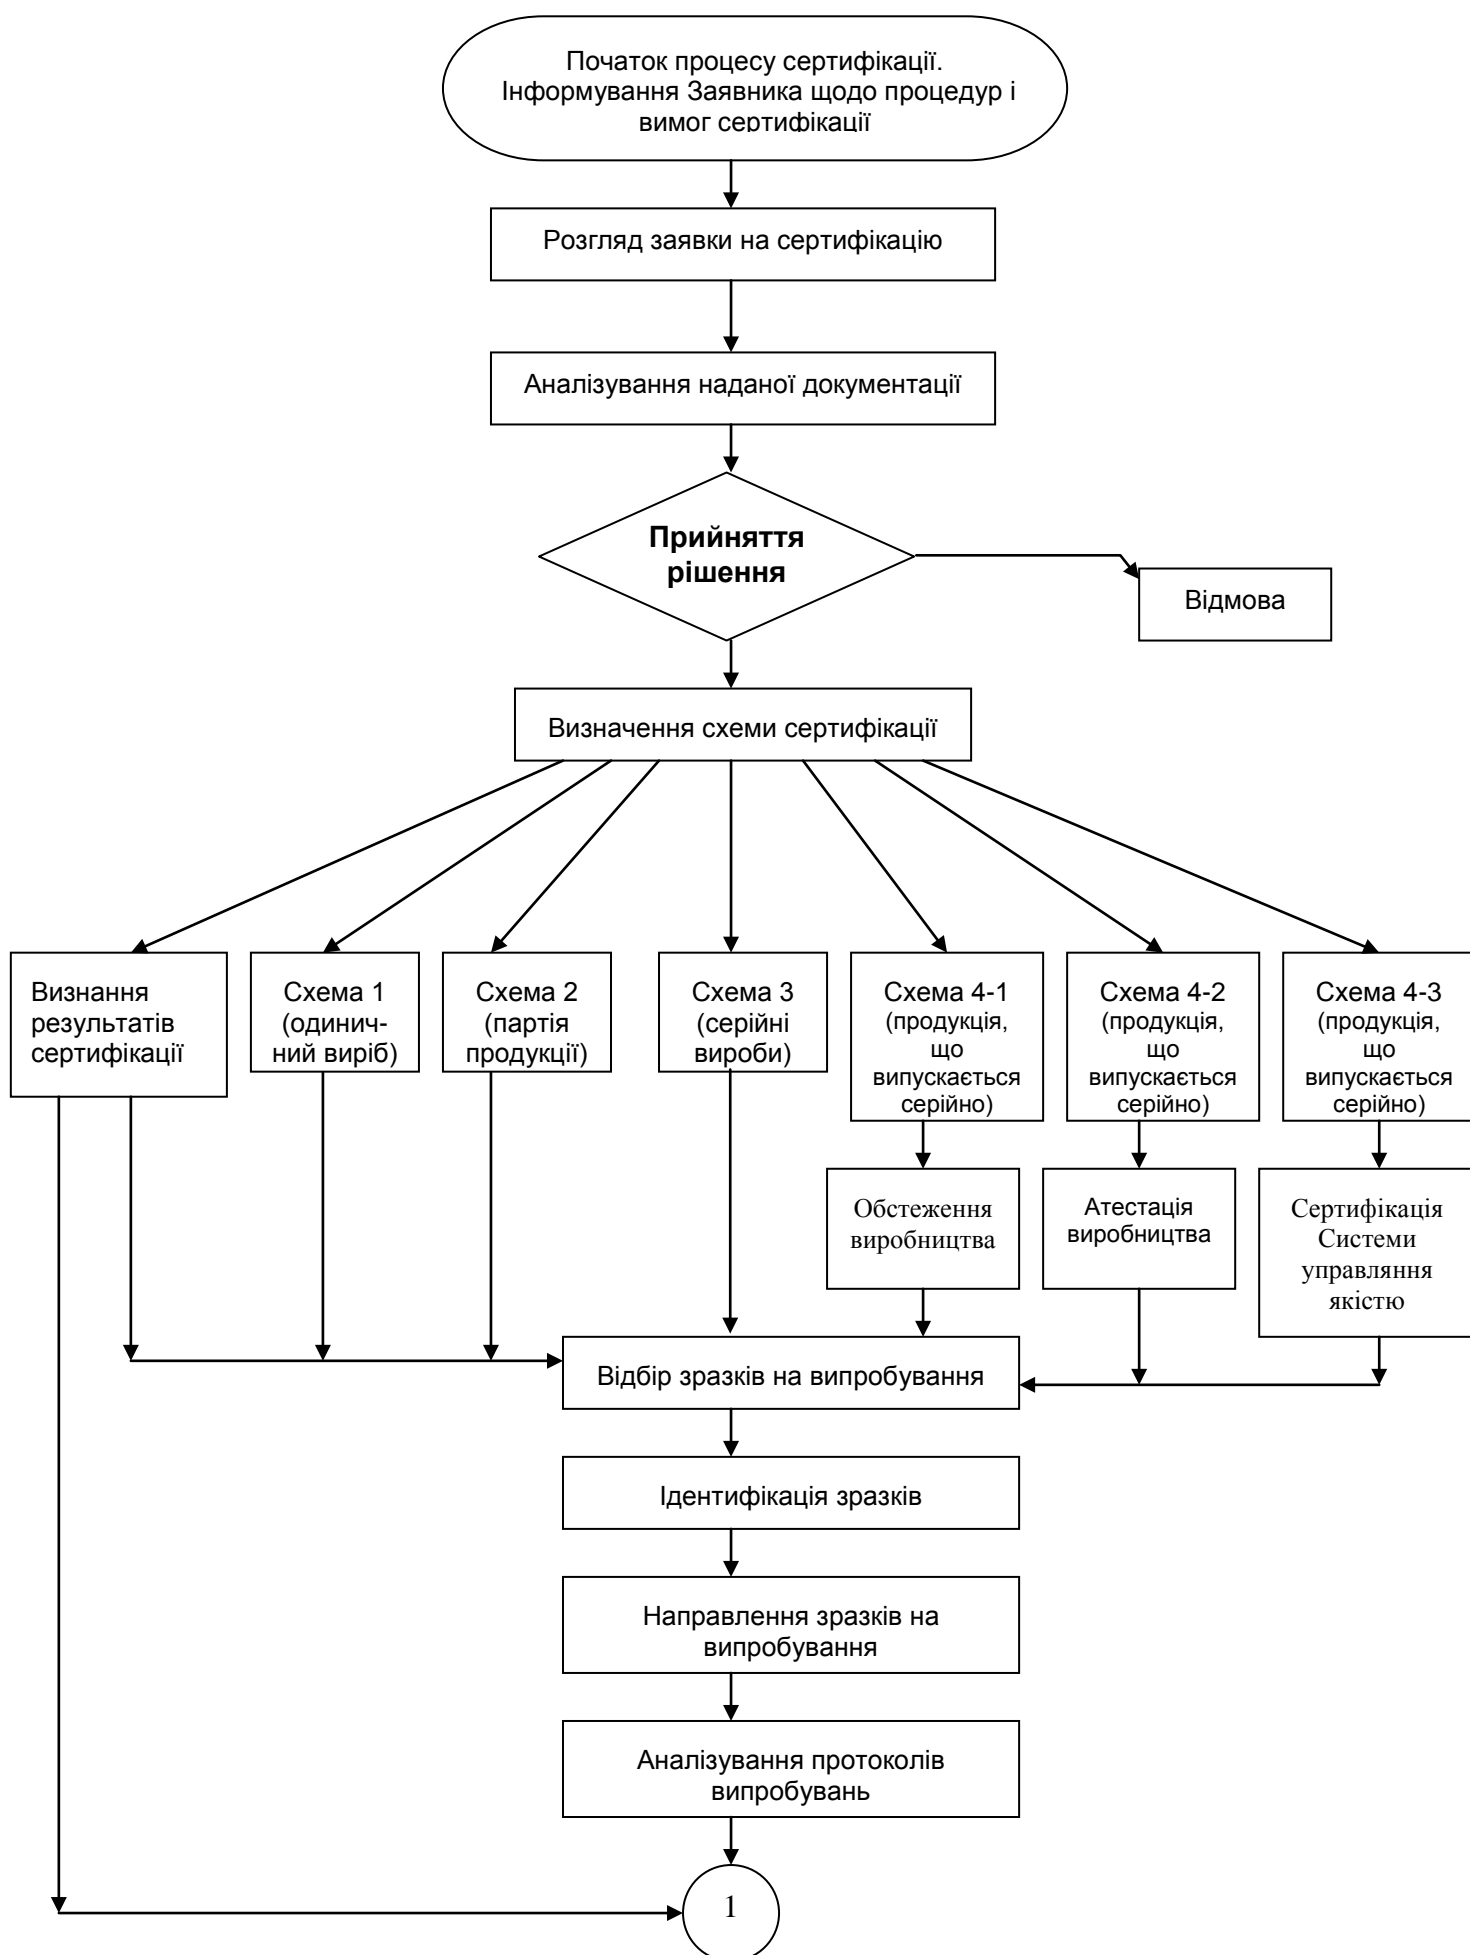 Початок процесу сертифікації.
Інформування Заявника щодо процедур і
вимог сертифікації
Розгляд заявки на сертифікацію
Аналізування наданої документації
Прийняття
рішення
Відмова
Визначення схеми сертифікації
Визнання
результатів
сертифікації
Схема 1
(одинич-
ний виріб)
Схема 2
(партія
продукції)
Схема 3
(серійні
вироби)
Схема 4-1
(продукція,
що
випускається
серійно)
Схема 4-2
(продукція,
що
випускається
серійно)
Схема 4-3
(продукція,
що
випускається
серійно)
Обстеження
виробництва
Атестація
виробництва
Сертифікація
Системи
управляння
якістю
Відбір зразків на випробування
Ідентифікація зразків
Направлення зразків на
випробування
Аналізування протоколів
випробувань
1